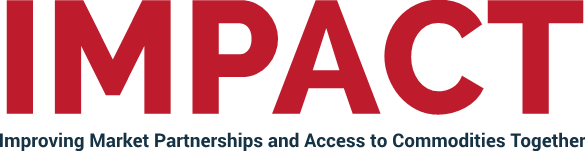 IMPACT
Improving Market Partnerships and Access to Commodities Together